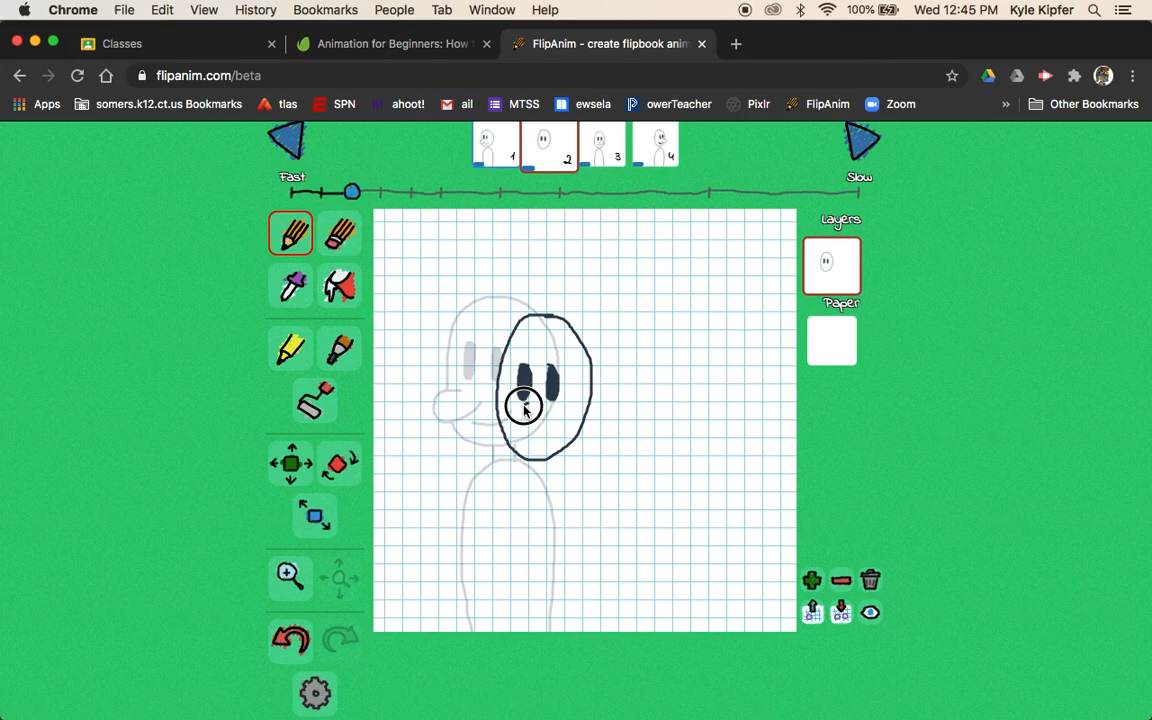 Chrome File Edit View History Bookmarks People Tab Window Help 100% Wed 12:45 PM Kyle Kipfer
Classes Animation for Beginners: How FlipAnim - create flipbook anim
flipanim.com/beta
Apps somers.k12.ct.us Bookmarks tlas SPN ahoot! ail MTSS ewsela owerTeacher Pixlr FlipAnim Zoom » Other Bookmarks
1 2 3 4
Fast Slow
Layers
Paper